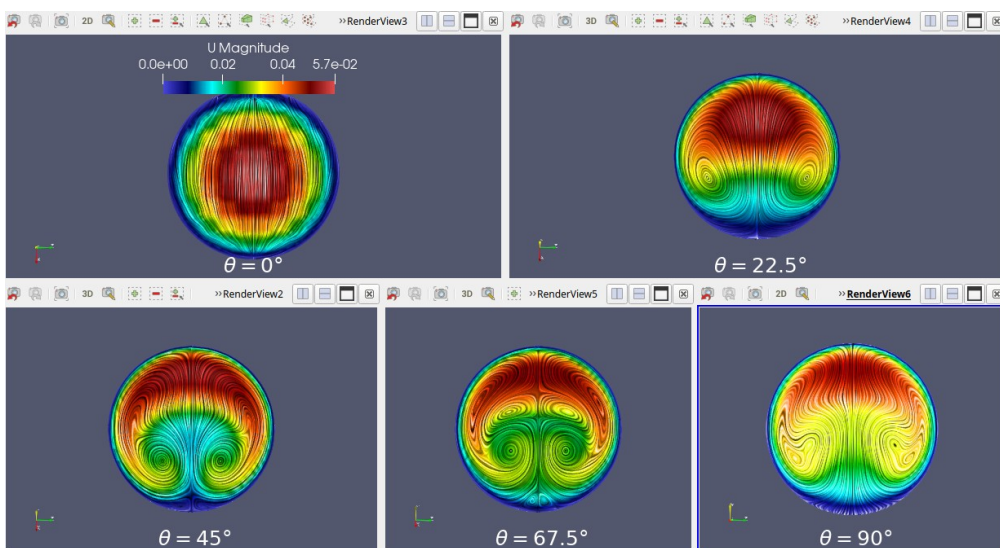 2D
»RenderView3
3D
»RenderView4
U Magnitude
0.0e+00 0.02 0.04 5.7e-02
θ = 0°
θ = 22.5°
3D
»RenderView2
3D
»RenderView5
2D
»RenderView6
θ = 45°
θ = 67.5°
θ = 90°